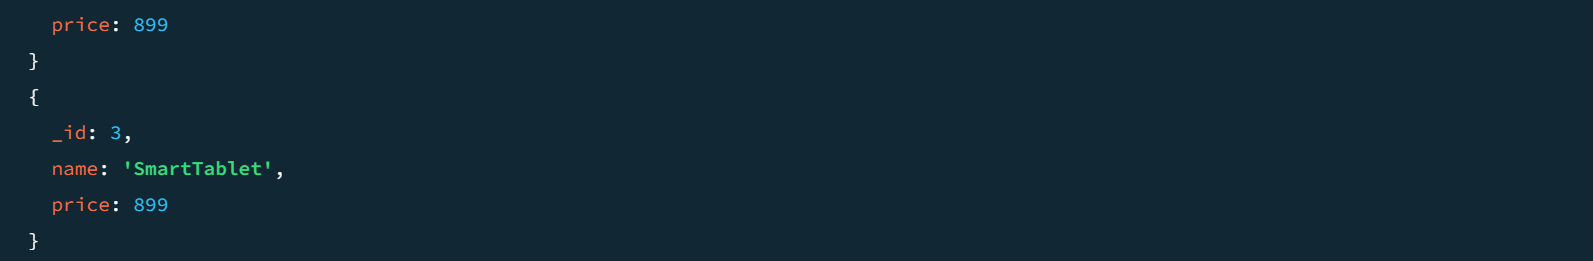 price: 899
}
{
_id: 3,
name: 'SmartTablet',
price: 899
}